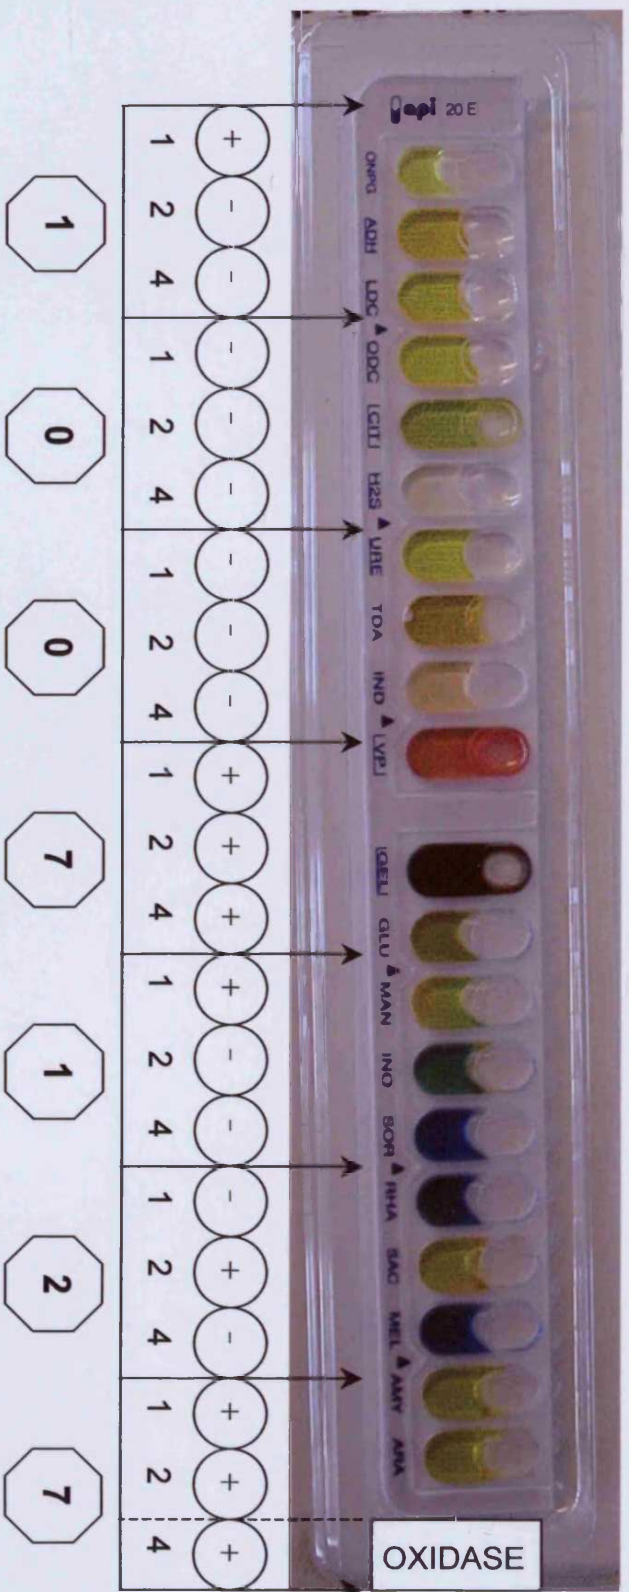 api 20 E
ONPG ADH LDC ODC |CIT| H2S URE TDA IND |VP| |GEL| GLU MAN INO SOR RHA SAC MEL AMY ARA
OXIDASE
+ - - - - - - - - + + + + - - - + - + + +
1 2 4 1 2 4 1 2 4 1 2 4 1 2 4 1 2 4 1 2 4
1 0 0 7 1 2 7